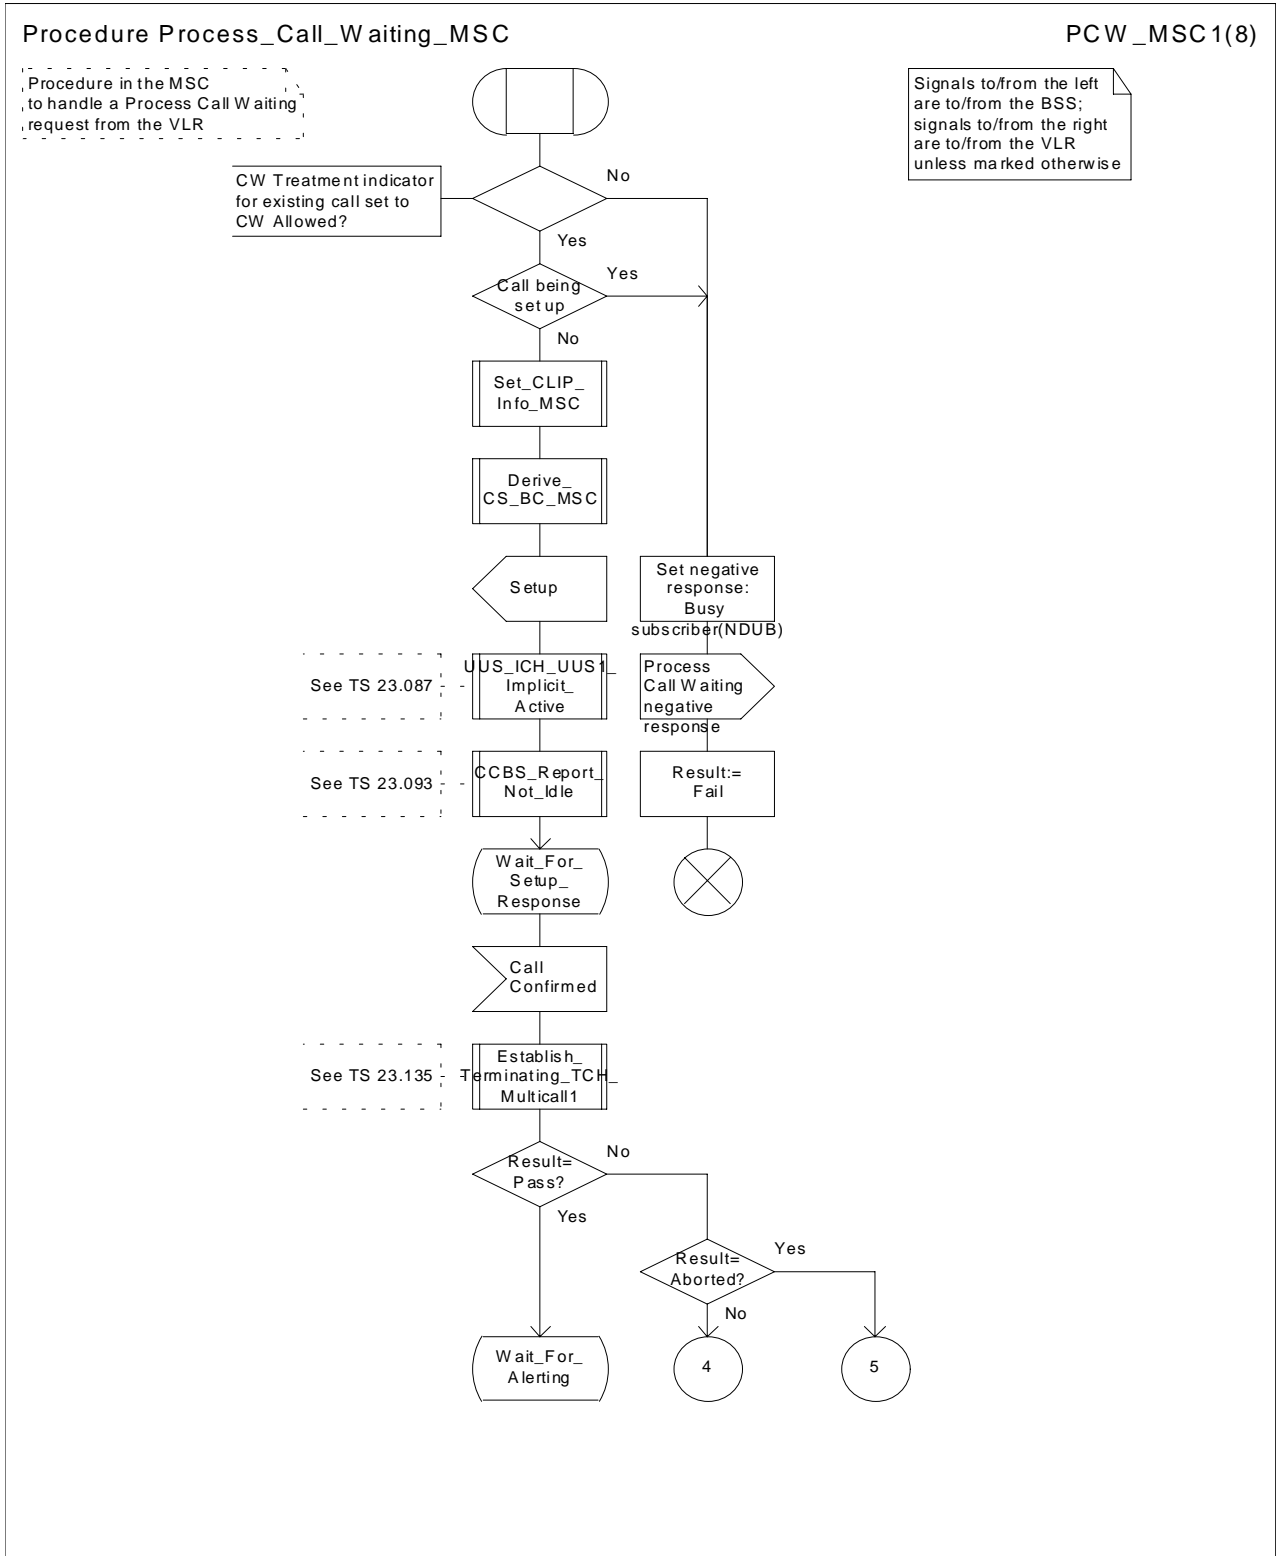 Procedure Process_Call_Waiting_MSC
PCW_MSC1(8)
Procedure in the MSC
to handle a Process Call Waiting
request from the VLR
Signals to/from the left
are to/from the BSS;
signals to/from the right
are to/from the VLR
unless marked otherwise
CW Treatment indicator
for existing call set to
CW Allowed?
No
Yes
Call being
set up
Yes
No
Set_CLIP_
Info_MSC
Derive_
CS_BC_MSC
Setup
Set negative
response:
Busy
subscriber(NDUB)
See TS 23.087
UUS_ICH_UUS1_
Implicit_
Active
Process
Call Waiting
negative
response
See TS 23.093
CCBS_Report_
Not_Idle
Result:=
Fail
Wait_For_
Setup_
Response
Call
Confirmed
See TS 23.135
Establish_
Terminating_TCH_
Multicall1
Result=
Pass?
No
Yes
Result=
Aborted?
Yes
No
Wait_For_
Alerting
4
5